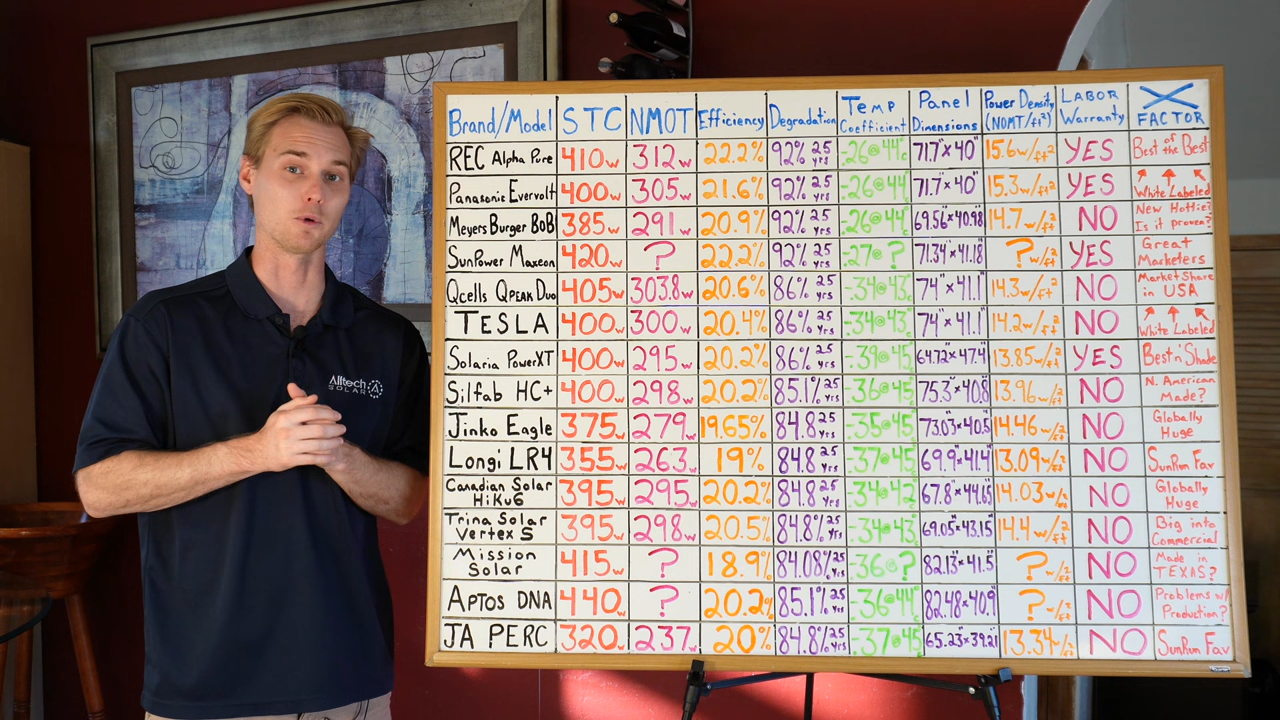 Alltech
SOLAR
Brand/Model STC NMOT Efficiency Degradation Temp Coefficient Panel Dimensions Power Density (NOMT/ft²) LABOR Warranty X FACTOR
REC Alpha Pure 410w 312w 22.2% 92% 25 yrs -.26@44°c 71.7"x40" 15.6w/ft² YES Best of the Best
Panasonic Evervolt 400w 305w 21.6% 92% 25 yrs -.26@44 71.7"x40" 15.3w/ft² YES ↑ ↑ ↑ White Labeled
Meyers Burger BOB 385w 291w 20.9% 92% 25 yrs -.26@44 69.56"x40.98 14.7w/ft² NO New Hottie? Is it proven?
SunPower Maxeon 420w ? 22.2% 92% 25 yrs -.27@? 71.34"x41.18 ?w/ft² YES Great Marketers
Qcells QPeak Duo 405w 303.8w 20.6% 86% 25 yrs -.34@43 74"x41.1" 14.3w/ft² NO Market Share in USA
TESLA 400w 300w 20.4% 86% 25 yrs -.34@43 74"x41.1" 14.2w/ft² NO ↑ ↑ ↑ White Labeled
Solaria PowerXT 400w 295w 20.2% 86% 25 yrs -.39@45 64.72"x47.4" 13.85w/ft² YES Best n' Shade
Silfab HC+ 400w 298w 20.2% 85.1% 25 yrs -.36@45 75.3"x40.8 13.96w/ft² NO N. American Made?
Jinko Eagle 375w 279w 19.65% 84.8 25 yrs -.35@45 73.03"x40.5 14.46w/ft² NO Globally Huge
Longi LR4 355w 263w 19% 84.8 25 yrs -.37@45 69.9"x41.4" 13.09w/ft² NO SunRun Fav
Canadian Solar HiKu6 395w 295w 20.2% 84.8 25 yrs -.34@42 67.8"x44.65" 14.03w/ft² NO Globally Huge
Trina Solar Vertex S 395w 298w 20.5% 84.8% 25 yrs -.34@43 69.05"x43.15" 14.4w/ft² NO Big into Commercial
Mission Solar 415w ? 18.9% 84.08% 25 yrs -.36@? 82.13"x41.5" ?w/ft² NO Made in TEXAS?
Aptos DNA 440w ? 20.2% 85.1% 25 yrs -.36@44° 82.48"x40.9" ?-/ft² NO Problems w/ Production?
JA PERC 320w 237w 20% 84.8% 25 yrs -.37@45 65.23"x39.21 13.34w/ft² NO SunRun Fav